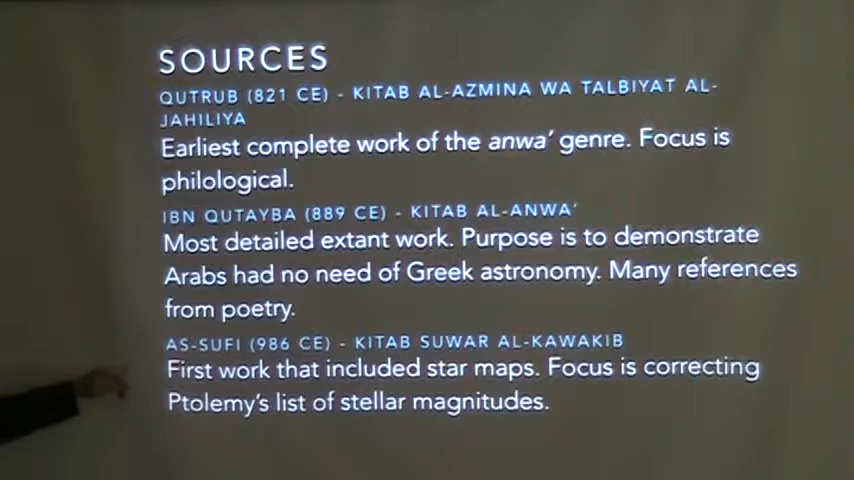 SOURCES
QUTRUB (821 CE) - KITAB AL-AZMINA WA TALBIYAT AL-
JAHILIYA
Earliest complete work of the anwa’ genre. Focus is
philological.
IBN QUTAYBA (889 CE) - KITAB AL-ANWA’
Most detailed extant work. Purpose is to demonstrate
Arabs had no need of Greek astronomy. Many references
from poetry.
AS-SUFI (986 CE) - KITAB SUWAR AL-KAWAKIB
First work that included star maps. Focus is correcting
Ptolemy’s list of stellar magnitudes.